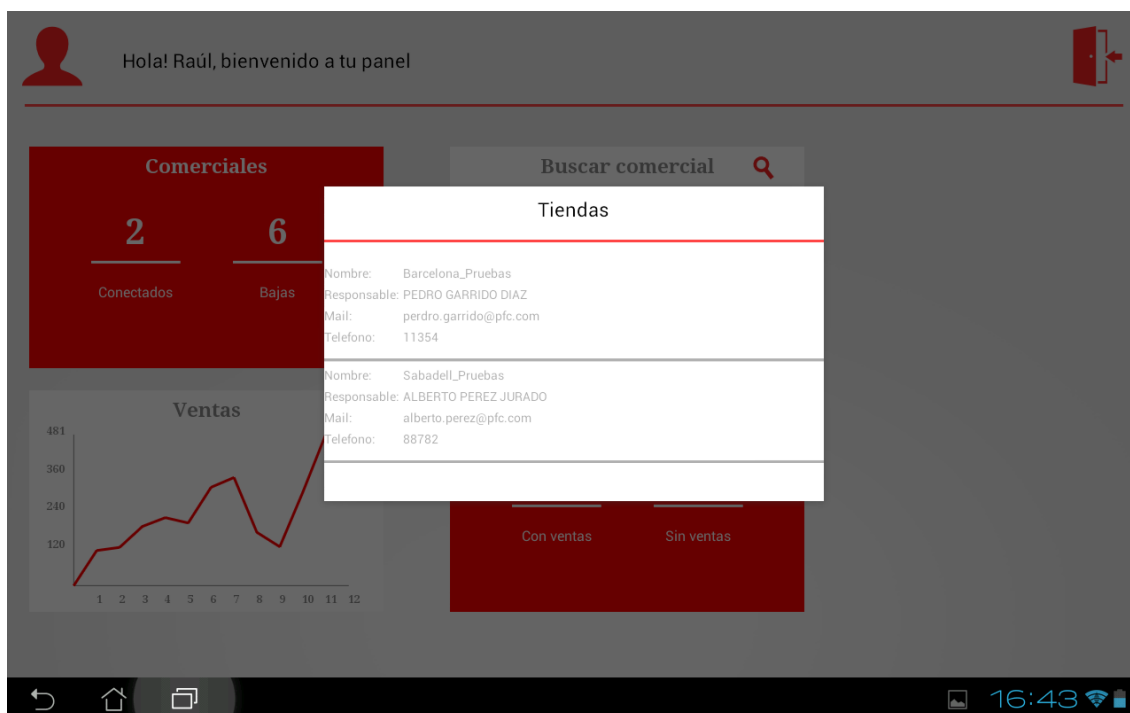 Hola! Raúl, bienvenido a tu panel
Comerciales
2
6
Conectados
Bajas
Buscar comercial
Tiendas
Nombre: Barcelona_Pruebas
Responsable: PEDRO GARRIDO DIAZ
Mail: perdro.garrido@pfc.com
Telefono: 11354
Nombre: Sabadell_Pruebas
Responsable: ALBERTO PEREZ JURADO
Mail: alberto.perez@pfc.com
Telefono: 88782
Ventas
481
360
240
120
1 2 3 4 5 6 7 8 9 10 11 12
Con ventas
Sin ventas
16:43